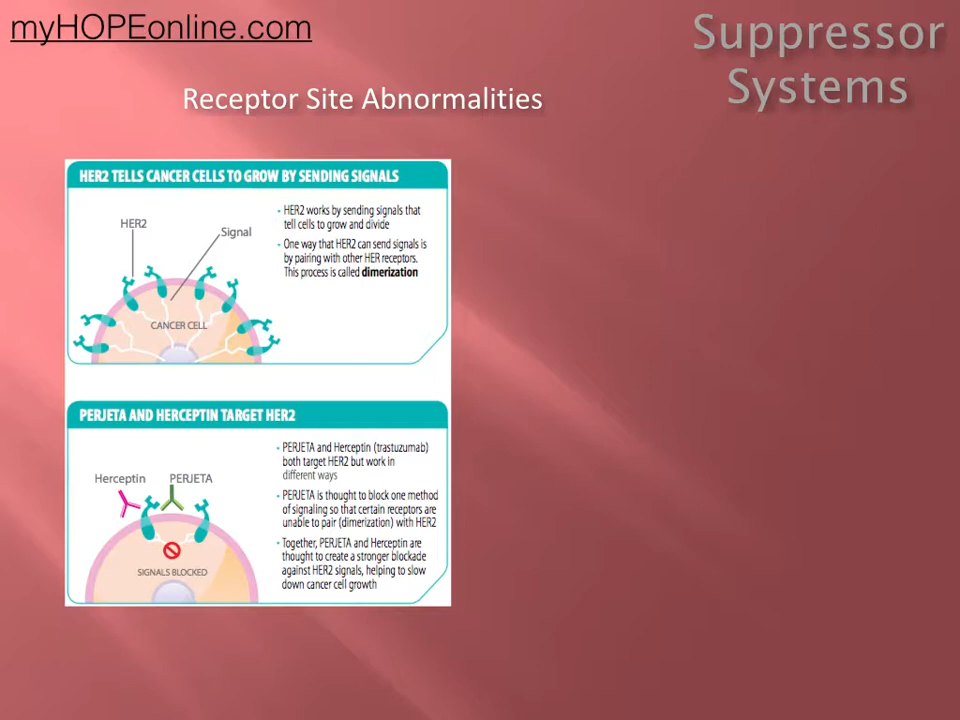 myHOPEonline.com
Suppressor
Systems
Receptor Site Abnormalities
HER2 TELLS CANCER CELLS TO GROW BY SENDING SIGNALS
HER2
Signal
CANCER CELL
• HER2 works by sending signals that
tell cells to grow and divide
• One way that HER2 can send signals is
by pairing with other HER receptors.
This process is called dimerization
PERJETA AND HERCEPTIN TARGET HER2
Herceptin
PERJETA
SIGNALS BLOCKED
• PERJETA and Herceptin (trastuzumab)
both target HER2 but work in
different ways
• PERJETA is thought to block one method
of signaling so that certain receptors are
unable to pair (dimerization) with HER2
• Together, PERJETA and Herceptin are
thought to create a stronger blockade
against HER2 signals, helping to slow
down cancer cell growth